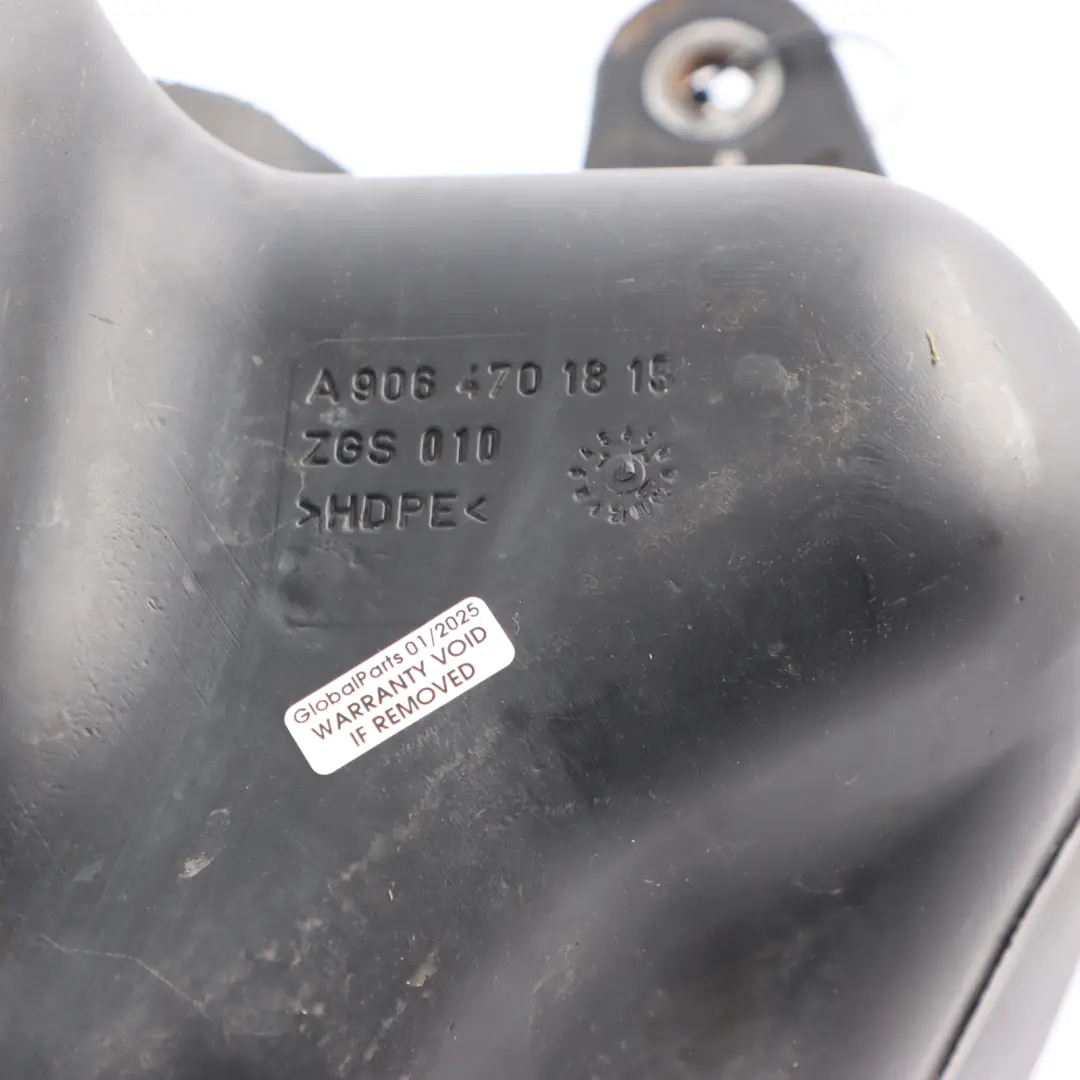 A 906 470 18 15
ZGS 010
>HDPE<
GlobalParts 01/2025
WARRANTY VOID
IF REMOVED